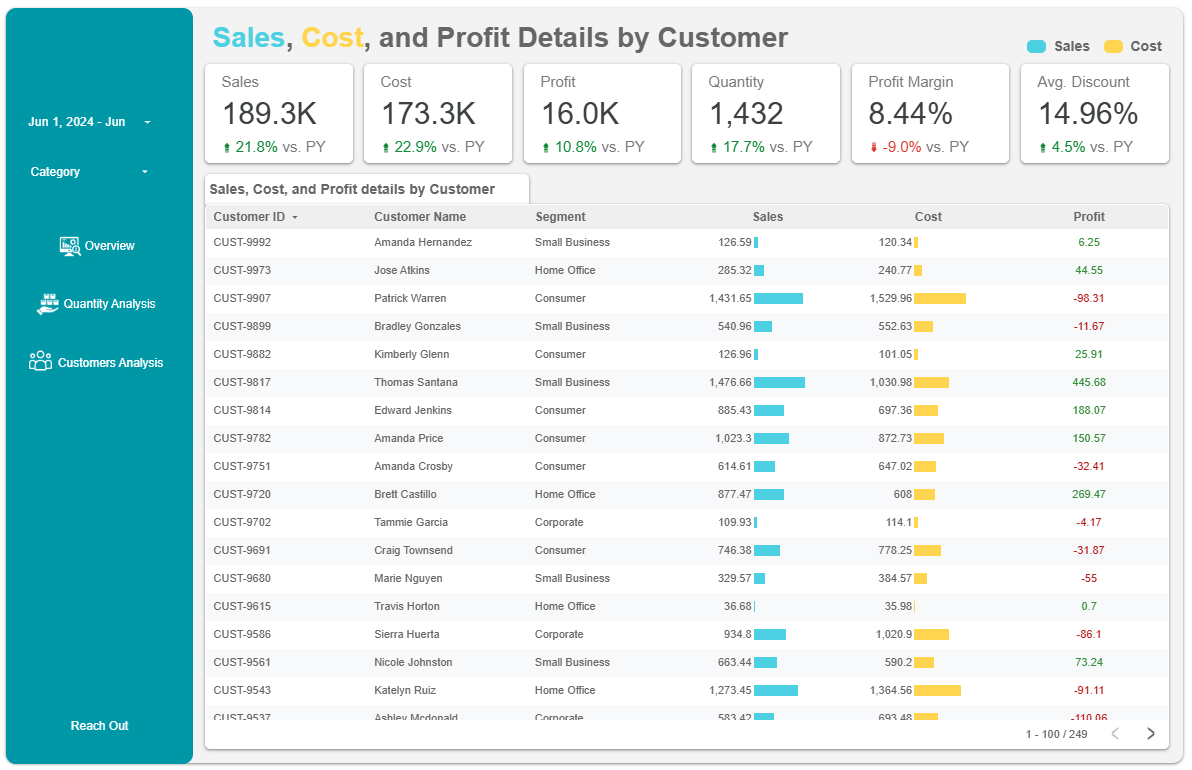 Sales, Cost, and Profit Details by Customer
Sales Cost
Jun 1, 2024 - Jun
Category
Overview
Quantity Analysis
Customers Analysis
Reach Out
Sales
189.3K
21.8% vs. PY
Cost
173.3K
22.9% vs. PY
Profit
16.0K
10.8% vs. PY
Quantity
1,432
17.7% vs. PY
Profit Margin
8.44%
-9.0% vs. PY
Avg. Discount
14.96%
4.5% vs. PY
Sales, Cost, and Profit details by Customer
Customer ID Customer Name Segment Sales Cost Profit
CUST-9992 Amanda Hernandez Small Business 126.59 120.34 6.25
CUST-9973 Jose Atkins Home Office 285.32 240.77 44.55
CUST-9907 Patrick Warren Consumer 1,431.65 1,529.96 -98.31
CUST-9899 Bradley Gonzales Small Business 540.96 552.63 -11.67
CUST-9882 Kimberly Glenn Consumer 126.96 101.05 25.91
CUST-9817 Thomas Santana Small Business 1,476.66 1,030.98 445.68
CUST-9814 Edward Jenkins Consumer 885.43 697.36 188.07
CUST-9782 Amanda Price Consumer 1,023.3 872.73 150.57
CUST-9751 Amanda Crosby Consumer 614.61 647.02 -32.41
CUST-9720 Brett Castillo Home Office 877.47 608 269.47
CUST-9702 Tammie Garcia Corporate 109.93 114.1 -4.17
CUST-9691 Craig Townsend Consumer 746.38 778.25 -31.87
CUST-9680 Marie Nguyen Small Business 329.57 384.57 -55
CUST-9615 Travis Horton Home Office 36.68 35.98 0.7
CUST-9586 Sierra Huerta Corporate 934.8 1,020.9 -86.1
CUST-9561 Nicole Johnston Small Business 663.44 590.2 73.24
CUST-9543 Katelyn Ruiz Home Office 1,273.45 1,364.56 -91.11
CUST-9537 Ashley Mcdonald Corporate 583.42 693.48 -110.06
1 - 100 / 249